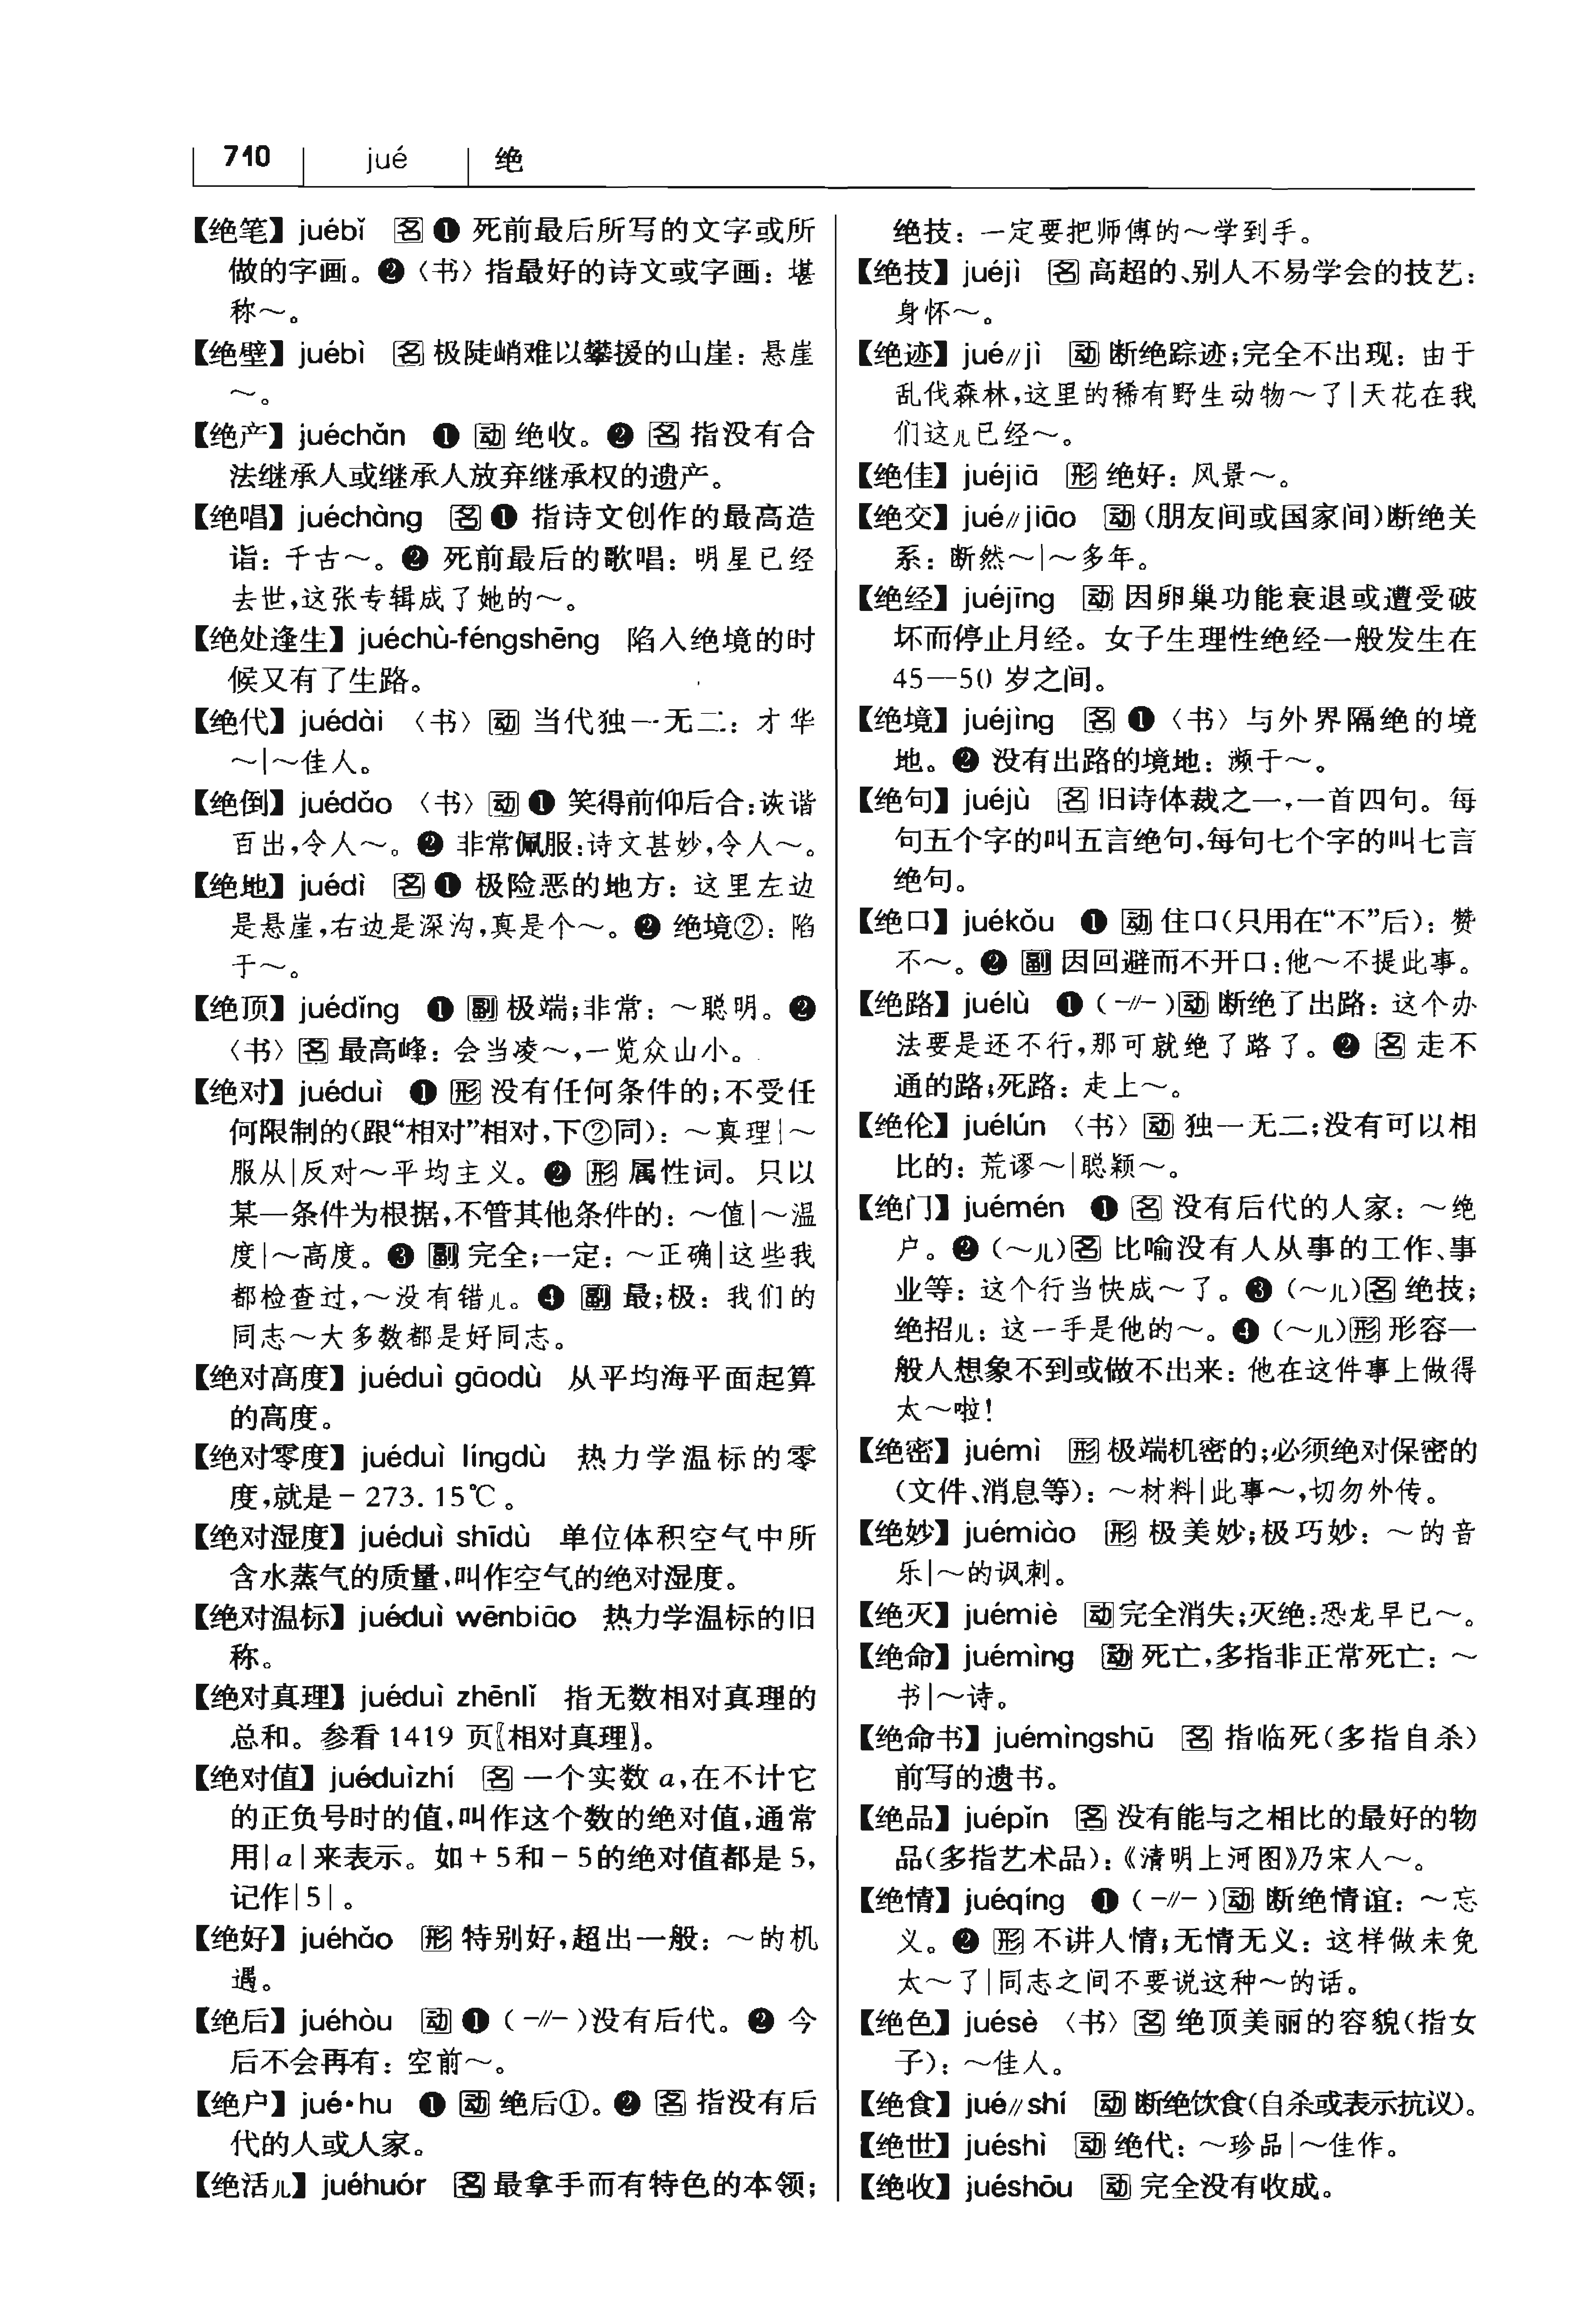 710 jué 绝
【绝笔】 juébǐ 名 ❶ 死前最后所写的文字或所
做的字画。❷〈书〉指最好的诗文或字画：堪
称～。
【绝壁】 juébì 名 极陡峭难以攀援的山崖：悬崖
～。
【绝产】 juéchǎn ❶ 动 绝收。❷ 名 指没有合
法继承人或继承人放弃继承权的遗产。
【绝唱】 juéchàng 名 ❶ 指诗文创作的最高造
诣：千古～。❷ 死前最后的歌唱：明星已经
去世,这张专辑成了她的～。
【绝处逢生】 juéchù-féngshēng 陷入绝境的时
候又有了生路。
【绝代】 juédài 〈书〉动 当代独一无二：才华
～|～佳人。
【绝倒】 juédǎo 〈书〉动 ❶ 笑得前仰后合:诙谐
百出,令人～。❷ 非常佩服:诗文甚妙,令人～。
【绝地】 juédì 名 ❶ 极险恶的地方：这里左边
是悬崖,右边是深沟,真是个～。❷ 绝境②：陷
于～。
【绝顶】 juédǐng ❶ 副 极端;非常：～聪明。❷
〈书〉名 最高峰：会当凌～,一览众山小。
【绝对】 juéduì ❶ 形 没有任何条件的;不受任
何限制的(跟“相对”相对,下②同)：～真理|～
服从|反对～平均主义。❷ 形 属性词。只以
某一条件为根据,不管其他条件的：～值|～温
度|～高度。❸ 副 完全;一定：～正确|这些我
都检查过,～没有错儿。❹ 副 最;极：我们的
同志～大多数都是好同志。
【绝对高度】 juéduì gāodù 从平均海平面起算
的高度。
【绝对零度】 juéduì língdù 热力学温标的零
度,就是－273.15℃。
【绝对湿度】 juéduì shīdù 单位体积空气中所
含水蒸气的质量,叫作空气的绝对湿度。
【绝对温标】 juéduì wēnbiāo 热力学温标的旧
称。
【绝对真理】 juéduì zhēnlǐ 指无数相对真理的
总和。参看1419 页〖相对真理〗。
【绝对值】 juéduìzhí 名 一个实数 a,在不计它
的正负号时的值,叫作这个数的绝对值,通常
用|a|来表示。如＋5和－5的绝对值都是5,
记作|5|。
【绝好】 juéhǎo 形 特别好,超出一般：～的机
遇。
【绝后】 juéhòu 动 ❶（-//-）没有后代。❷ 今
后不会再有：空前～。
【绝户】 jué•hu ❶ 动 绝后①。❷ 名 指没有后
代的人或人家。
【绝活儿】 juéhuór 名 最拿手而有特色的本领；
绝技：一定要把师傅的～学到手。
【绝技】 juéjì 名 高超的、别人不易学会的技艺：
身怀～。
【绝迹】 jué//jì 动 断绝踪迹;完全不出现：由于
乱伐森林,这里的稀有野生动物～了|天花在我
们这儿已经～。
【绝佳】 juéjiā 形 绝好：风景～。
【绝交】 jué//jiāo 动 (朋友间或国家间)断绝关
系：断然～|～多年。
【绝经】 juéjīng 动 因卵巢功能衰退或遭受破
坏而停止月经。女子生理性绝经一般发生在
45—50 岁之间。
【绝境】 juéjìng 名 ❶〈书〉与外界隔绝的境
地。❷ 没有出路的境地：濒于～。
【绝句】 juéjù 名 旧诗体裁之一,一首四句。每
句五个字的叫五言绝句,每句七个字的叫七言
绝句。
【绝口】 juékǒu ❶ 动 住口(只用在“不”后)：赞
不～。❷ 副 因回避而不开口:他～不提此事。
【绝路】 juélù ❶（-//-）动 断绝了出路：这个办
法要是还不行,那可就绝了路了。❷ 名 走不
通的路;死路：走上～。
【绝伦】 juélún 〈书〉动 独一无二;没有可以相
比的：荒谬～|聪颖～。
【绝门】 juémén ❶ 名 没有后代的人家：～绝
户。❷（～儿)名 比喻没有人从事的工作、事
业等：这个行当快成～了。❸（～儿)名 绝技；
绝招儿：这一手是他的～。❹（～儿)形 形容一
般人想象不到或做不出来：他在这件事上做得
太～啦!
【绝密】 juémì 形 极端机密的;必须绝对保密的
(文件、消息等)：～材料|此事～,切勿外传。
【绝妙】 juémiào 形 极美妙;极巧妙：～的音
乐|～的讽刺。
【绝灭】 juémiè 动 完全消失;灭绝:恐龙早已～。
【绝命】 juémìng 动 死亡,多指非正常死亡：～
书|～诗。
【绝命书】 juémìngshū 名 指临死(多指自杀)
前写的遗书。
【绝品】 juépǐn 名 没有能与之相比的最好的物
品(多指艺术品)：《清明上河图》乃宋人～。
【绝情】 juéqíng ❶（-//-）动 断绝情谊：～忘
义。❷ 形 不讲人情;无情无义：这样做未免
太～了|同志之间不要说这种～的话。
【绝色】 juésè 〈书〉名 绝顶美丽的容貌(指女
子)：～佳人。
【绝食】 jué//shí 动 断绝饮食(自杀或表示抗议)。
【绝世】 juéshì 动 绝代：～珍品|～佳作。
【绝收】 juéshōu 动 完全没有收成。